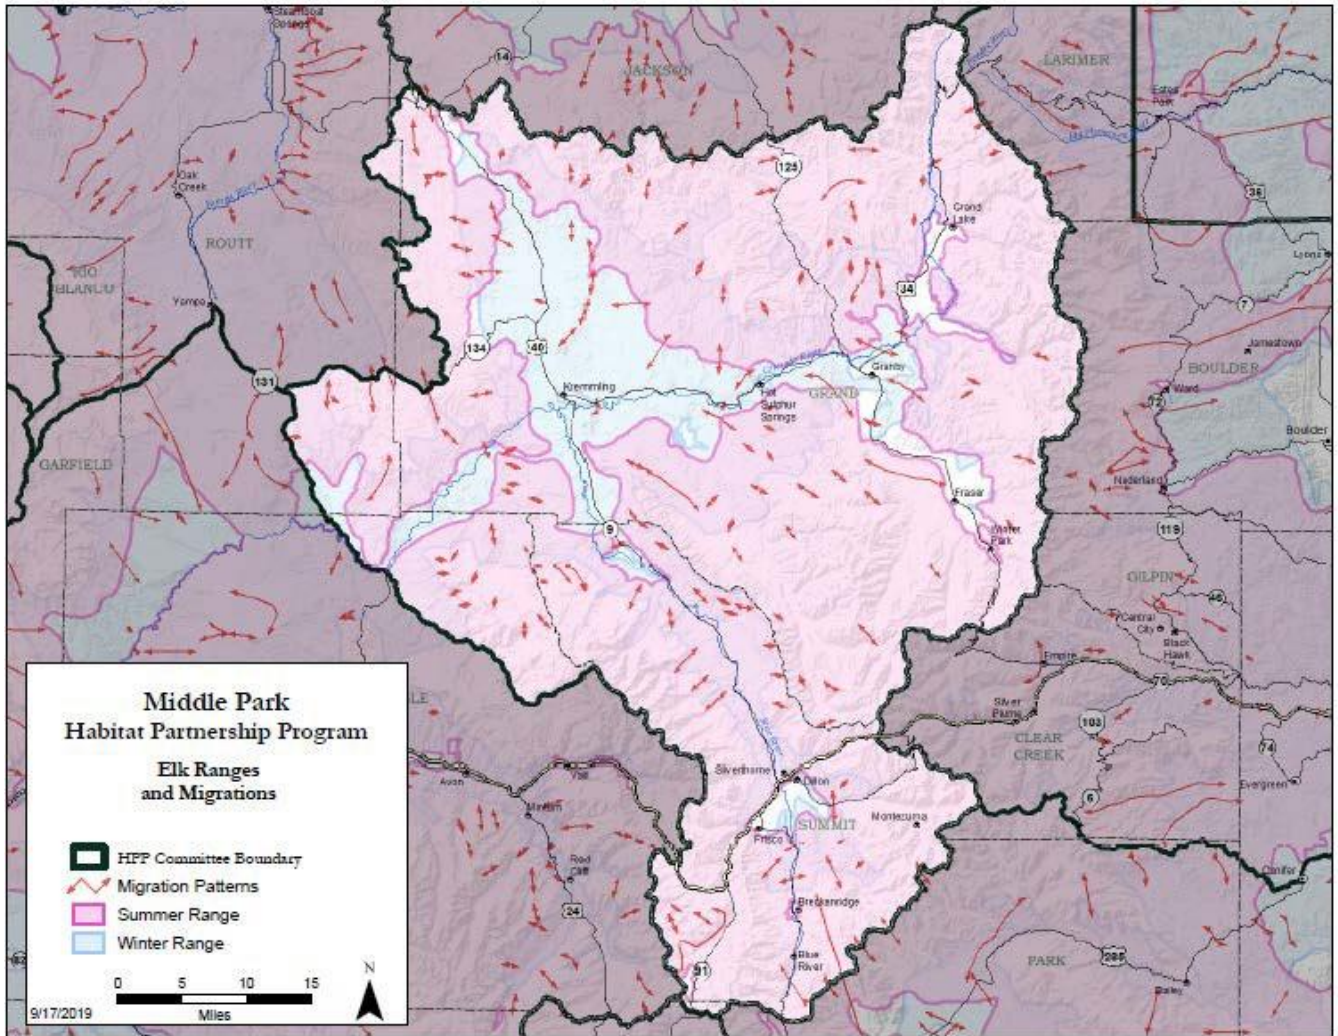 Steamboat
Springs
14
JACKSON
LARIMER
Estes
Park
125
36
Oak
Creek
Grand
Lake
ROUTT
RIO
BLANCO
Lyons
34
7
Yampa
134
40
Jamestown
BOULDER
131
Granby
Kremmling
Hot
Sulphur
Springs
GRAND
Ward
72
Boulder
GARFIELD
Nederland
Fraser
9
119
Winter
Park
GILPIN
46
Central
City
Black
Hawk
Empire
70
Silver
Plume
103
CLEAR
CREEK
74
Evergreen
6
Avon
Vail
Silverthorne
Dillon
Minturn
SUMMIT
Montezuma
Frisco
Red
Cliff
24
Breckenridge
Conifer
Blue
River
91
PARK
285
Bailey
Middle Park
Habitat Partnership Program
Elk Ranges
and Migrations
HPP Committee Boundary
Migration Patterns
Summer Range
Winter Range
0 5 10 15
Miles
N
9/17/2019